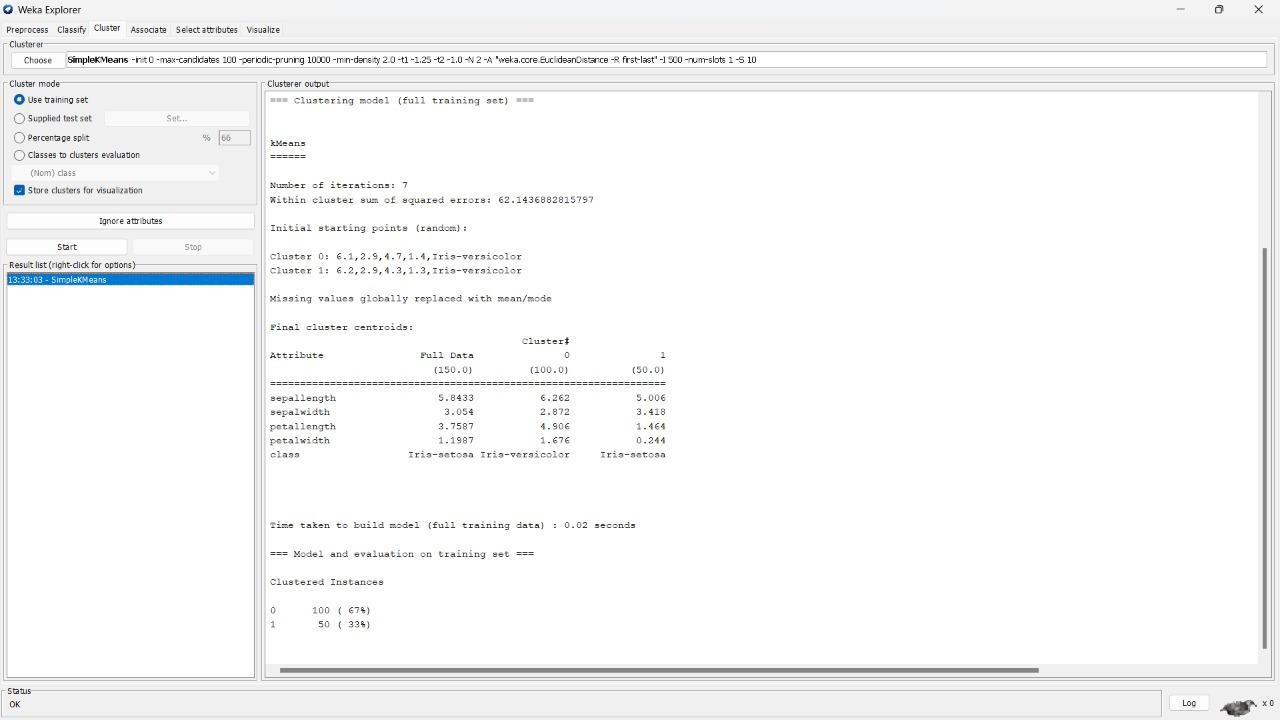 Weka Explorer
Preprocess Classify Cluster Associate Select attributes Visualize
Clusterer
Choose SimpleKMeans -init 0 -max-candidates 100 -periodic-pruning 10000 -min-density 2.0 -t1 -1.25 -t2 -1.0 -N 2 -A "weka.core.EuclideanDistance -R first-last" -I 500 -num-slots 1 -S 10
Cluster mode
Use training set
Supplied test set Set...
Percentage split % 66
Classes to clusters evaluation
(Nom) class
Store clusters for visualization
Ignore attributes
Start Stop
Result list (right-click for options)
13:33:03 - SimpleKMeans
Clusterer output
=== Clustering model (full training set) ===
kMeans
======
Number of iterations: 7
Within cluster sum of squared errors: 62.1436882815797
Initial starting points (random):
Cluster 0: 6.1,2.9,4.7,1.4,Iris-versicolor
Cluster 1: 6.2,2.9,4.3,1.3,Iris-versicolor
Missing values globally replaced with mean/mode
Final cluster centroids:
Cluster#
Attribute Full Data 0 1
(150.0) (100.0) (50.0)
==================================================================
sepallength 5.8433 6.262 5.006
sepalwidth 3.054 2.872 3.418
petallength 3.7587 4.906 1.464
petalwidth 1.1987 1.676 0.244
class Iris-setosa Iris-versicolor Iris-setosa
Time taken to build model (full training data) : 0.02 seconds
=== Model and evaluation on training set ===
Clustered Instances
0 100 ( 67%)
1 50 ( 33%)
Status
OK
Log x 0